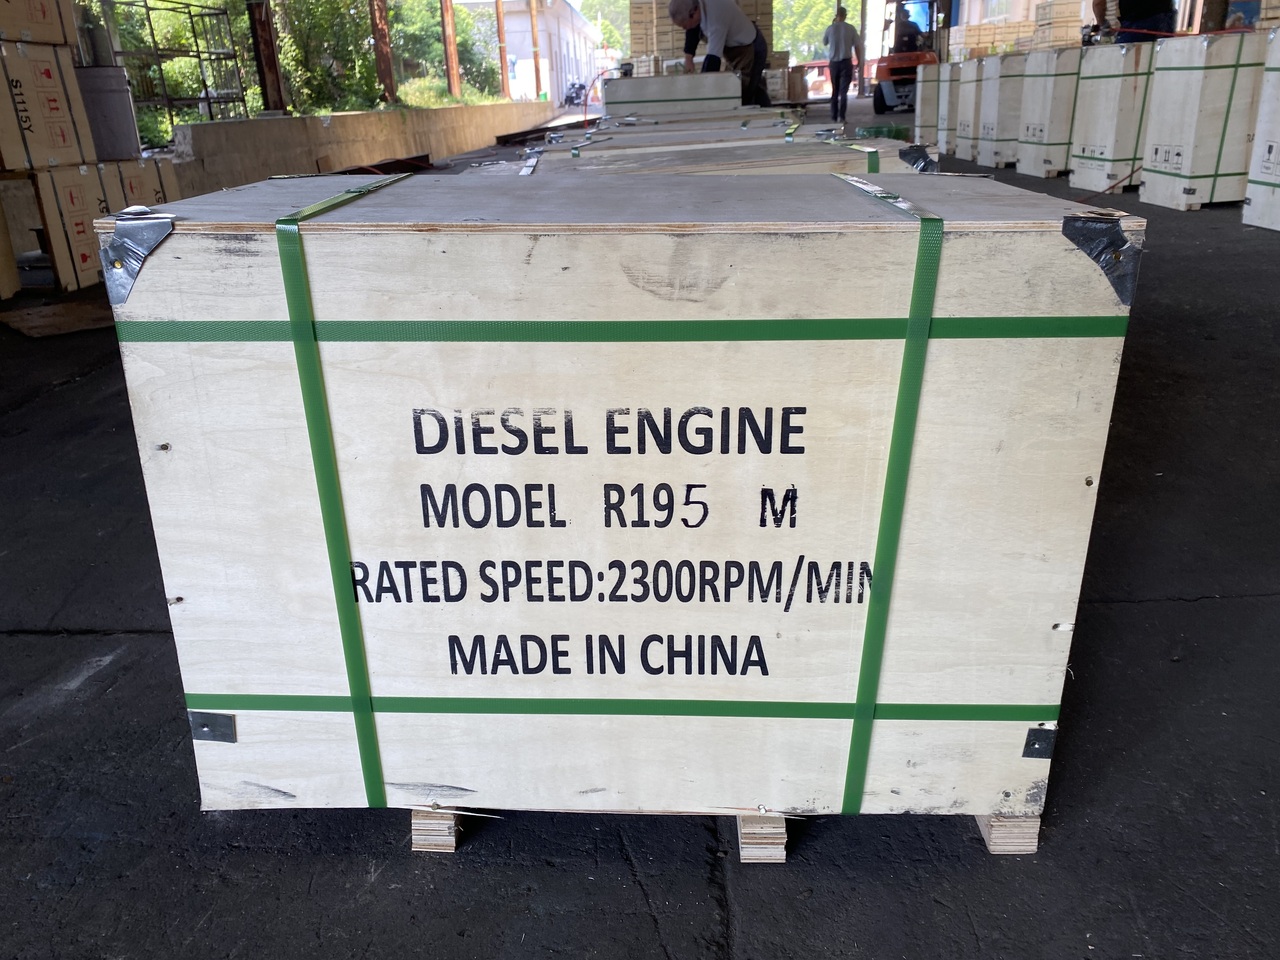 DIESEL ENGINE
MODEL R195 M
RATED SPEED:2300RPM/MIN
MADE IN CHINA
S1115Y